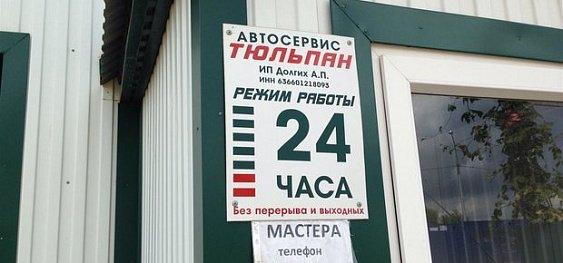 АВТОСЕРВИС
ТЮЛЬПАН
ИП Долгих А.П.
ИНН 636601218093
РЕЖИМ РАБОТЫ
24
ЧАСА
Без перерыва и выходных
МАСТЕРА
телефон